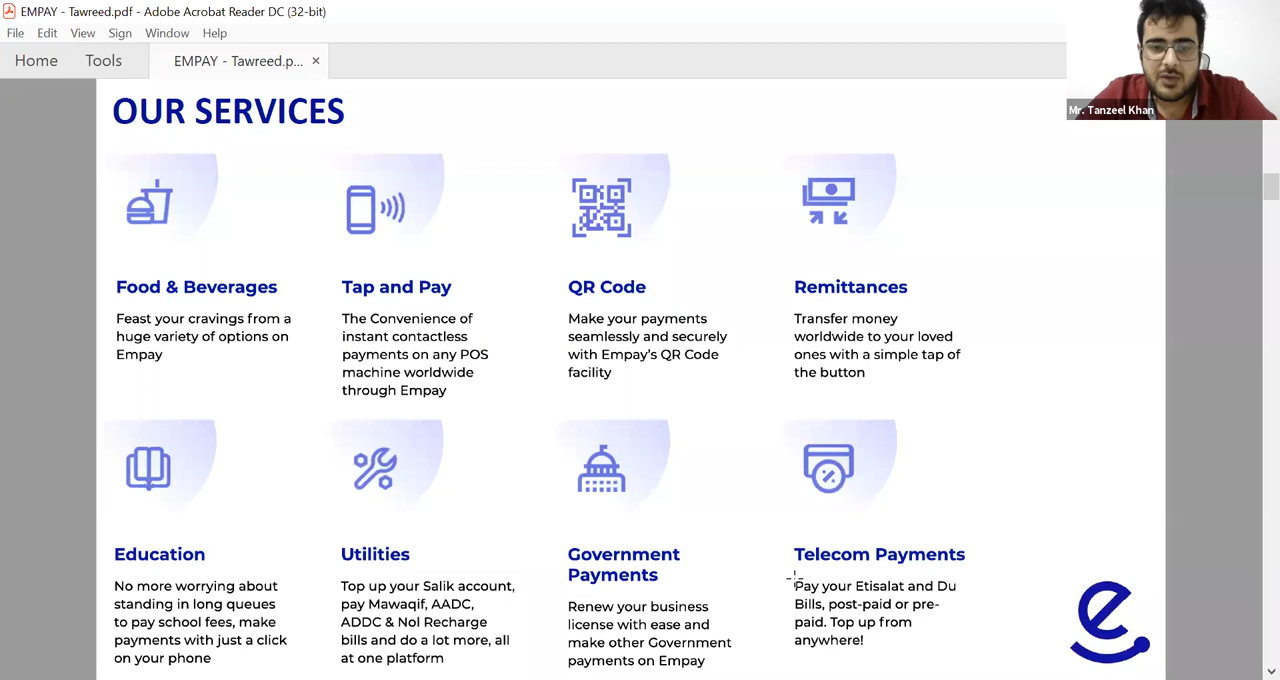 EMPAY - Tawreed.pdf - Adobe Acrobat Reader DC (32-bit)
File Edit View Sign Window Help
Home Tools EMPAY - Tawreed.p... ×
Mr. Tanzeel Khan
OUR SERVICES
Food & Beverages
Feast your cravings from a
huge variety of options on
Empay
Tap and Pay
The Convenience of
instant contactless
payments on any POS
machine worldwide
through Empay
QR Code
Make your payments
seamlessly and securely
with Empay's QR Code
facility
Remittances
Transfer money
worldwide to your loved
ones with a simple tap of
the button
Education
No more worrying about
standing in long queues
to pay school fees, make
payments with just a click
on your phone
Utilities
Top up your Salik account,
pay Mawaqif, AADC,
ADDC & Nol Recharge
bills and do a lot more, all
at one platform
Government
Payments
Renew your business
license with ease and
make other Government
payments on Empay
Telecom Payments
Pay your Etisalat and Du
Bills, post-paid or pre-
paid. Top up from
anywhere!